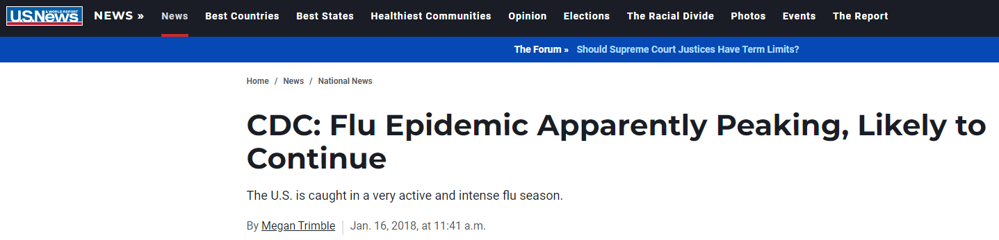 U.S.News & WORLD REPORT NEWS » News Best Countries Best States Healthiest Communities Opinion Elections The Racial Divide Photos Events The Report
The Forum » Should Supreme Court Justices Have Term Limits?
Home / News / National News
CDC: Flu Epidemic Apparently Peaking, Likely to
Continue
The U.S. is caught in a very active and intense flu season.
By Megan Trimble | Jan. 16, 2018, at 11:41 a.m.